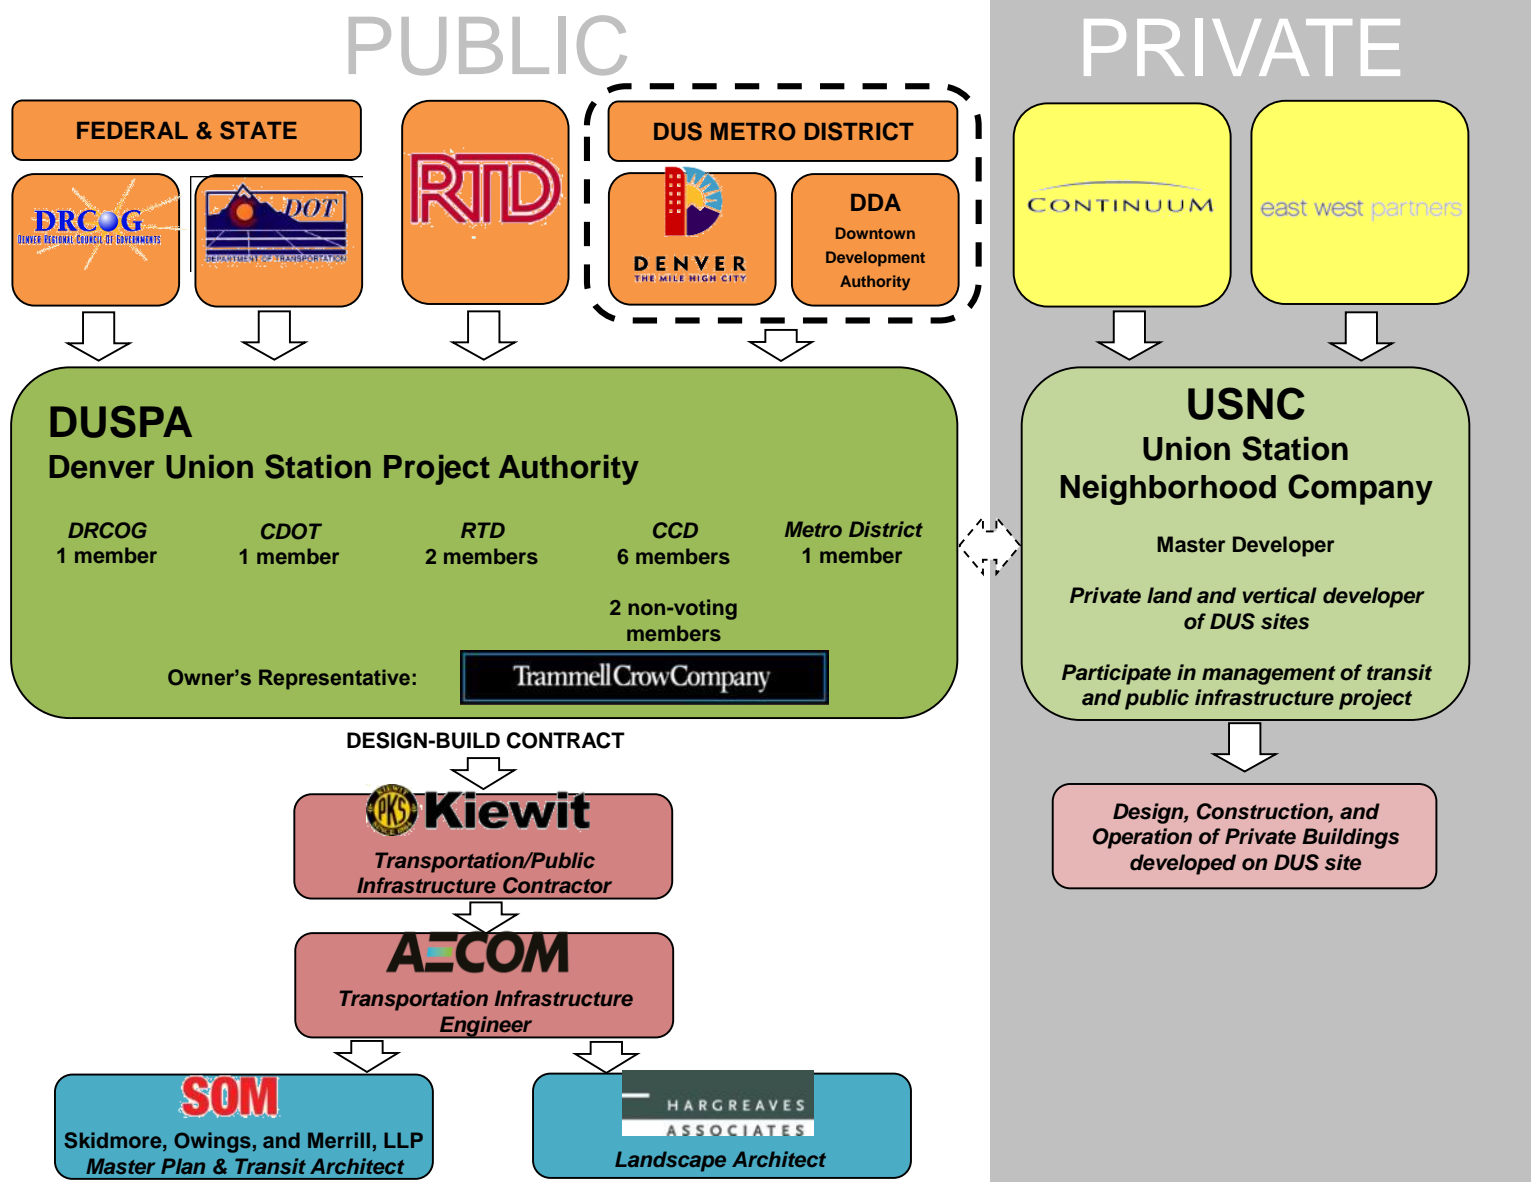 PUBLIC
PRIVATE
FEDERAL & STATE
DRCOG
DENVER REGIONAL COUNCIL OF GOVERNMENTS
DOT
DEPARTMENT OF TRANSPORTATION
RTD
DUS METRO DISTRICT
DENVER
THE MILE HIGH CITY
DDA
Downtown
Development
Authority
CONTINUUM
east west partners
DUSPA
Denver Union Station Project Authority
DRCOG
1 member
CDOT
1 member
RTD
2 members
CCD
6 members
2 non-voting
members
Metro District
1 member
Owner's Representative:
TrammellCrowCompany
USNC
Union Station
Neighborhood Company
Master Developer
Private land and vertical developer
of DUS sites
Participate in management of transit
and public infrastructure project
DESIGN-BUILD CONTRACT
KIEWIT
PKS
SINCE 1884
Kiewit
Transportation/Public
Infrastructure Contractor
AECOM
Transportation Infrastructure
Engineer
SOM
Skidmore, Owings, and Merrill, LLP
Master Plan & Transit Architect
HARGREAVES
ASSOCIATES
Landscape Architect
Design, Construction, and
Operation of Private Buildings
developed on DUS site